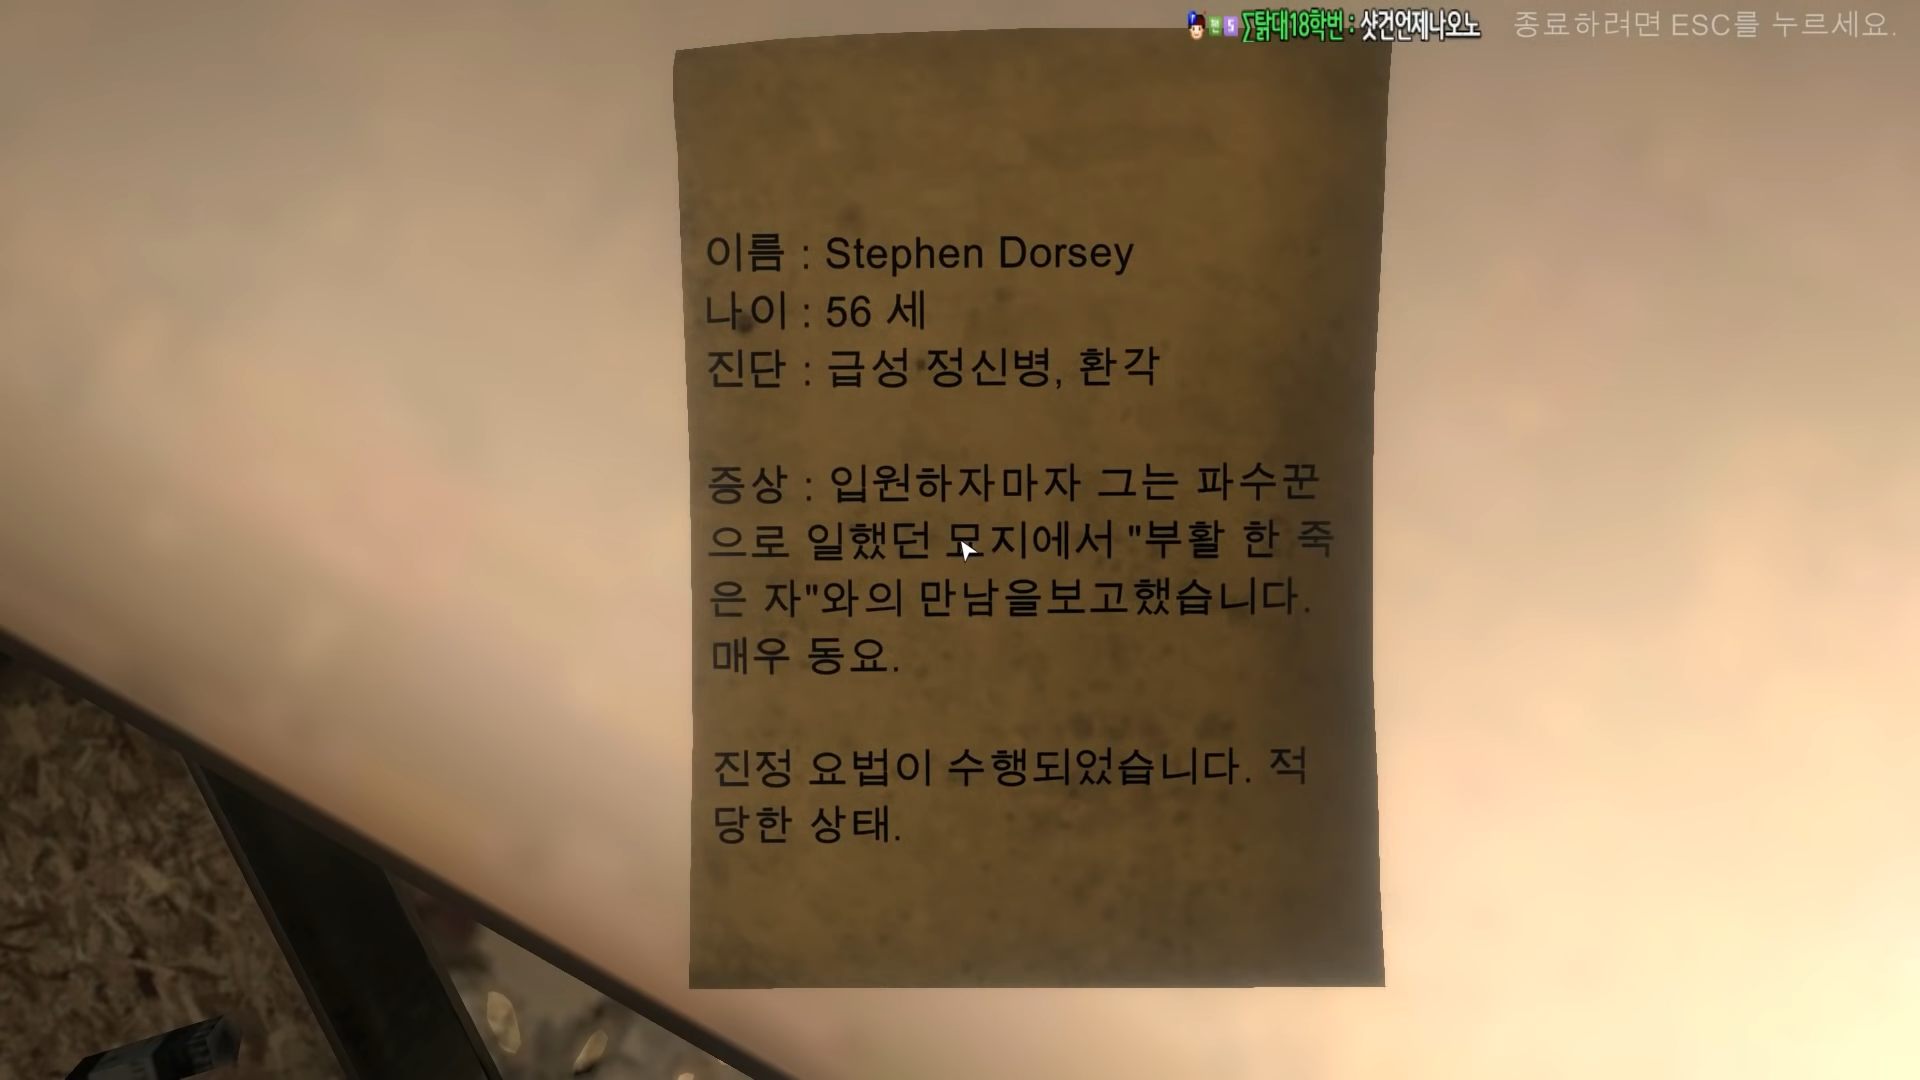 팬 5 ∑탉대18학번 : 샷건언제나오노
종료하려면 ESC를 누르세요.
이름 : Stephen Dorsey
나이 : 56 세
진단 : 급성 정신병, 환각
증상 : 입원하자마자 그는 파수꾼
으로 일했던 묘지에서 "부활 한 죽
은 자"와의 만남을보고했습니다.
매우 동요.
진정 요법이 수행되었습니다. 적
당한 상태.